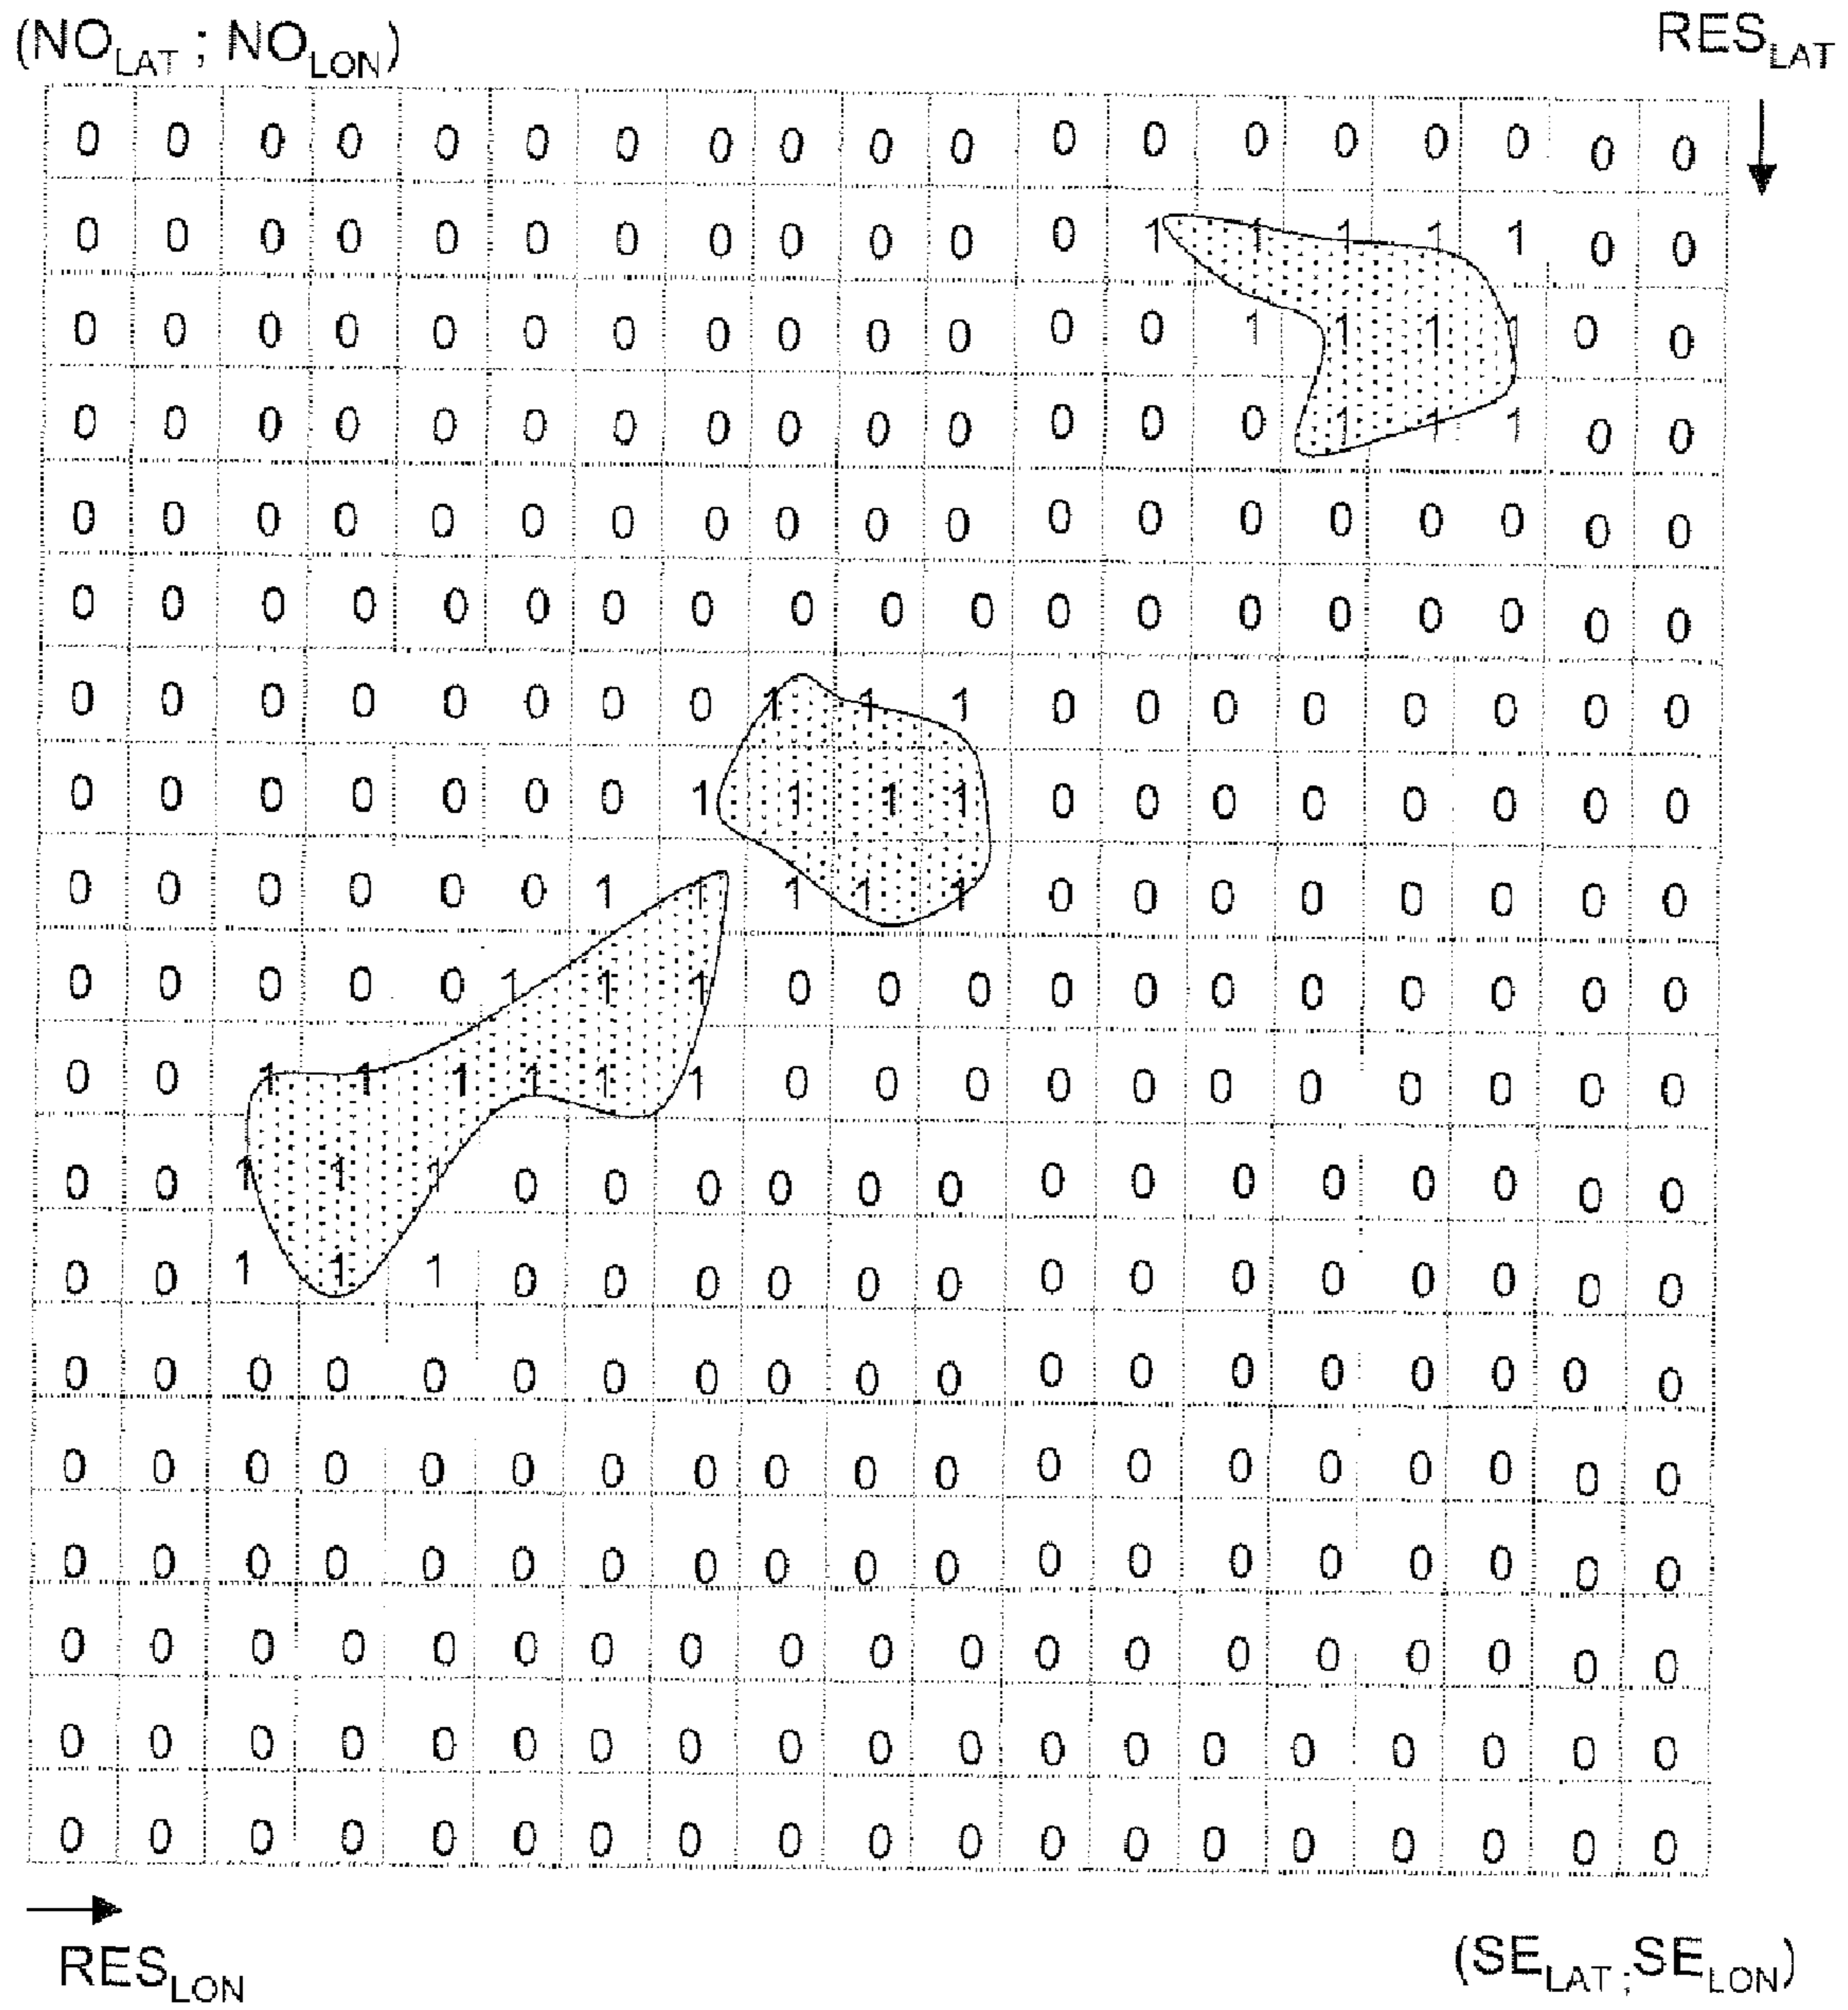 (NO_LAT ; NO_LON) RES_LAT
0 0 0 0 0 0 0 0 0 0 0 0 0 0 0 0 0 0 0
0 0 0 0 0 0 0 0 0 0 0 0 1 1 1 1 1 0 0
0 0 0 0 0 0 0 0 0 0 0 0 0 1 1 1 1 0 0
0 0 0 0 0 0 0 0 0 0 0 0 0 0 1 1 1 0 0
0 0 0 0 0 0 0 0 0 0 0 0 0 0 0 0 0 0 0
0 0 0 0 0 0 0 0 0 0 0 0 0 0 0 0 0 0 0
0 0 0 0 0 0 0 0 1 1 1 0 0 0 0 0 0 0 0
0 0 0 0 0 0 0 1 1 1 1 0 0 0 0 0 0 0 0
0 0 0 0 0 0 1 1 1 1 1 0 0 0 0 0 0 0 0
0 0 0 0 0 1 1 1 0 0 0 0 0 0 0 0 0 0 0
0 0 1 1 1 1 1 1 0 0 0 0 0 0 0 0 0 0 0
0 0 1 1 1 0 0 0 0 0 0 0 0 0 0 0 0 0 0
0 0 1 1 1 0 0 0 0 0 0 0 0 0 0 0 0 0 0
0 0 0 0 0 0 0 0 0 0 0 0 0 0 0 0 0 0 0
0 0 0 0 0 0 0 0 0 0 0 0 0 0 0 0 0 0 0
0 0 0 0 0 0 0 0 0 0 0 0 0 0 0 0 0 0 0
0 0 0 0 0 0 0 0 0 0 0 0 0 0 0 0 0 0 0
0 0 0 0 0 0 0 0 0 0 0 0 0 0 0 0 0 0 0
0 0 0 0 0 0 0 0 0 0 0 0 0 0 0 0 0 0 0
RES_LON (SE_LAT ;SE_LON)